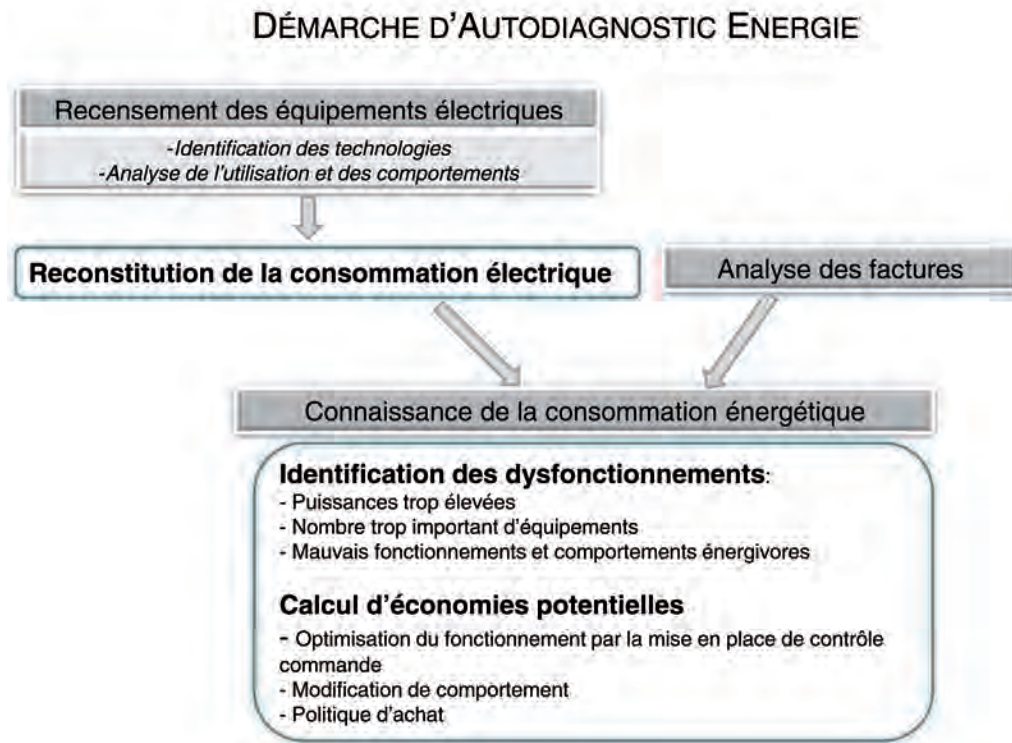 DÉMARCHE D'AUTODIAGNOSTIC ENERGIE
Recensement des équipements électriques
-Identification des technologies
-Analyse de l'utilisation et des comportements
Reconstitution de la consommation électrique
Analyse des factures
Connaissance de la consommation énergétique
Identification des dysfonctionnements:
- Puissances trop élevées
- Nombre trop important d'équipements
- Mauvais fonctionnements et comportements énergivores
Calcul d'économies potentielles
- Optimisation du fonctionnement par la mise en place de contrôle
commande
- Modification de comportement
- Politique d'achat